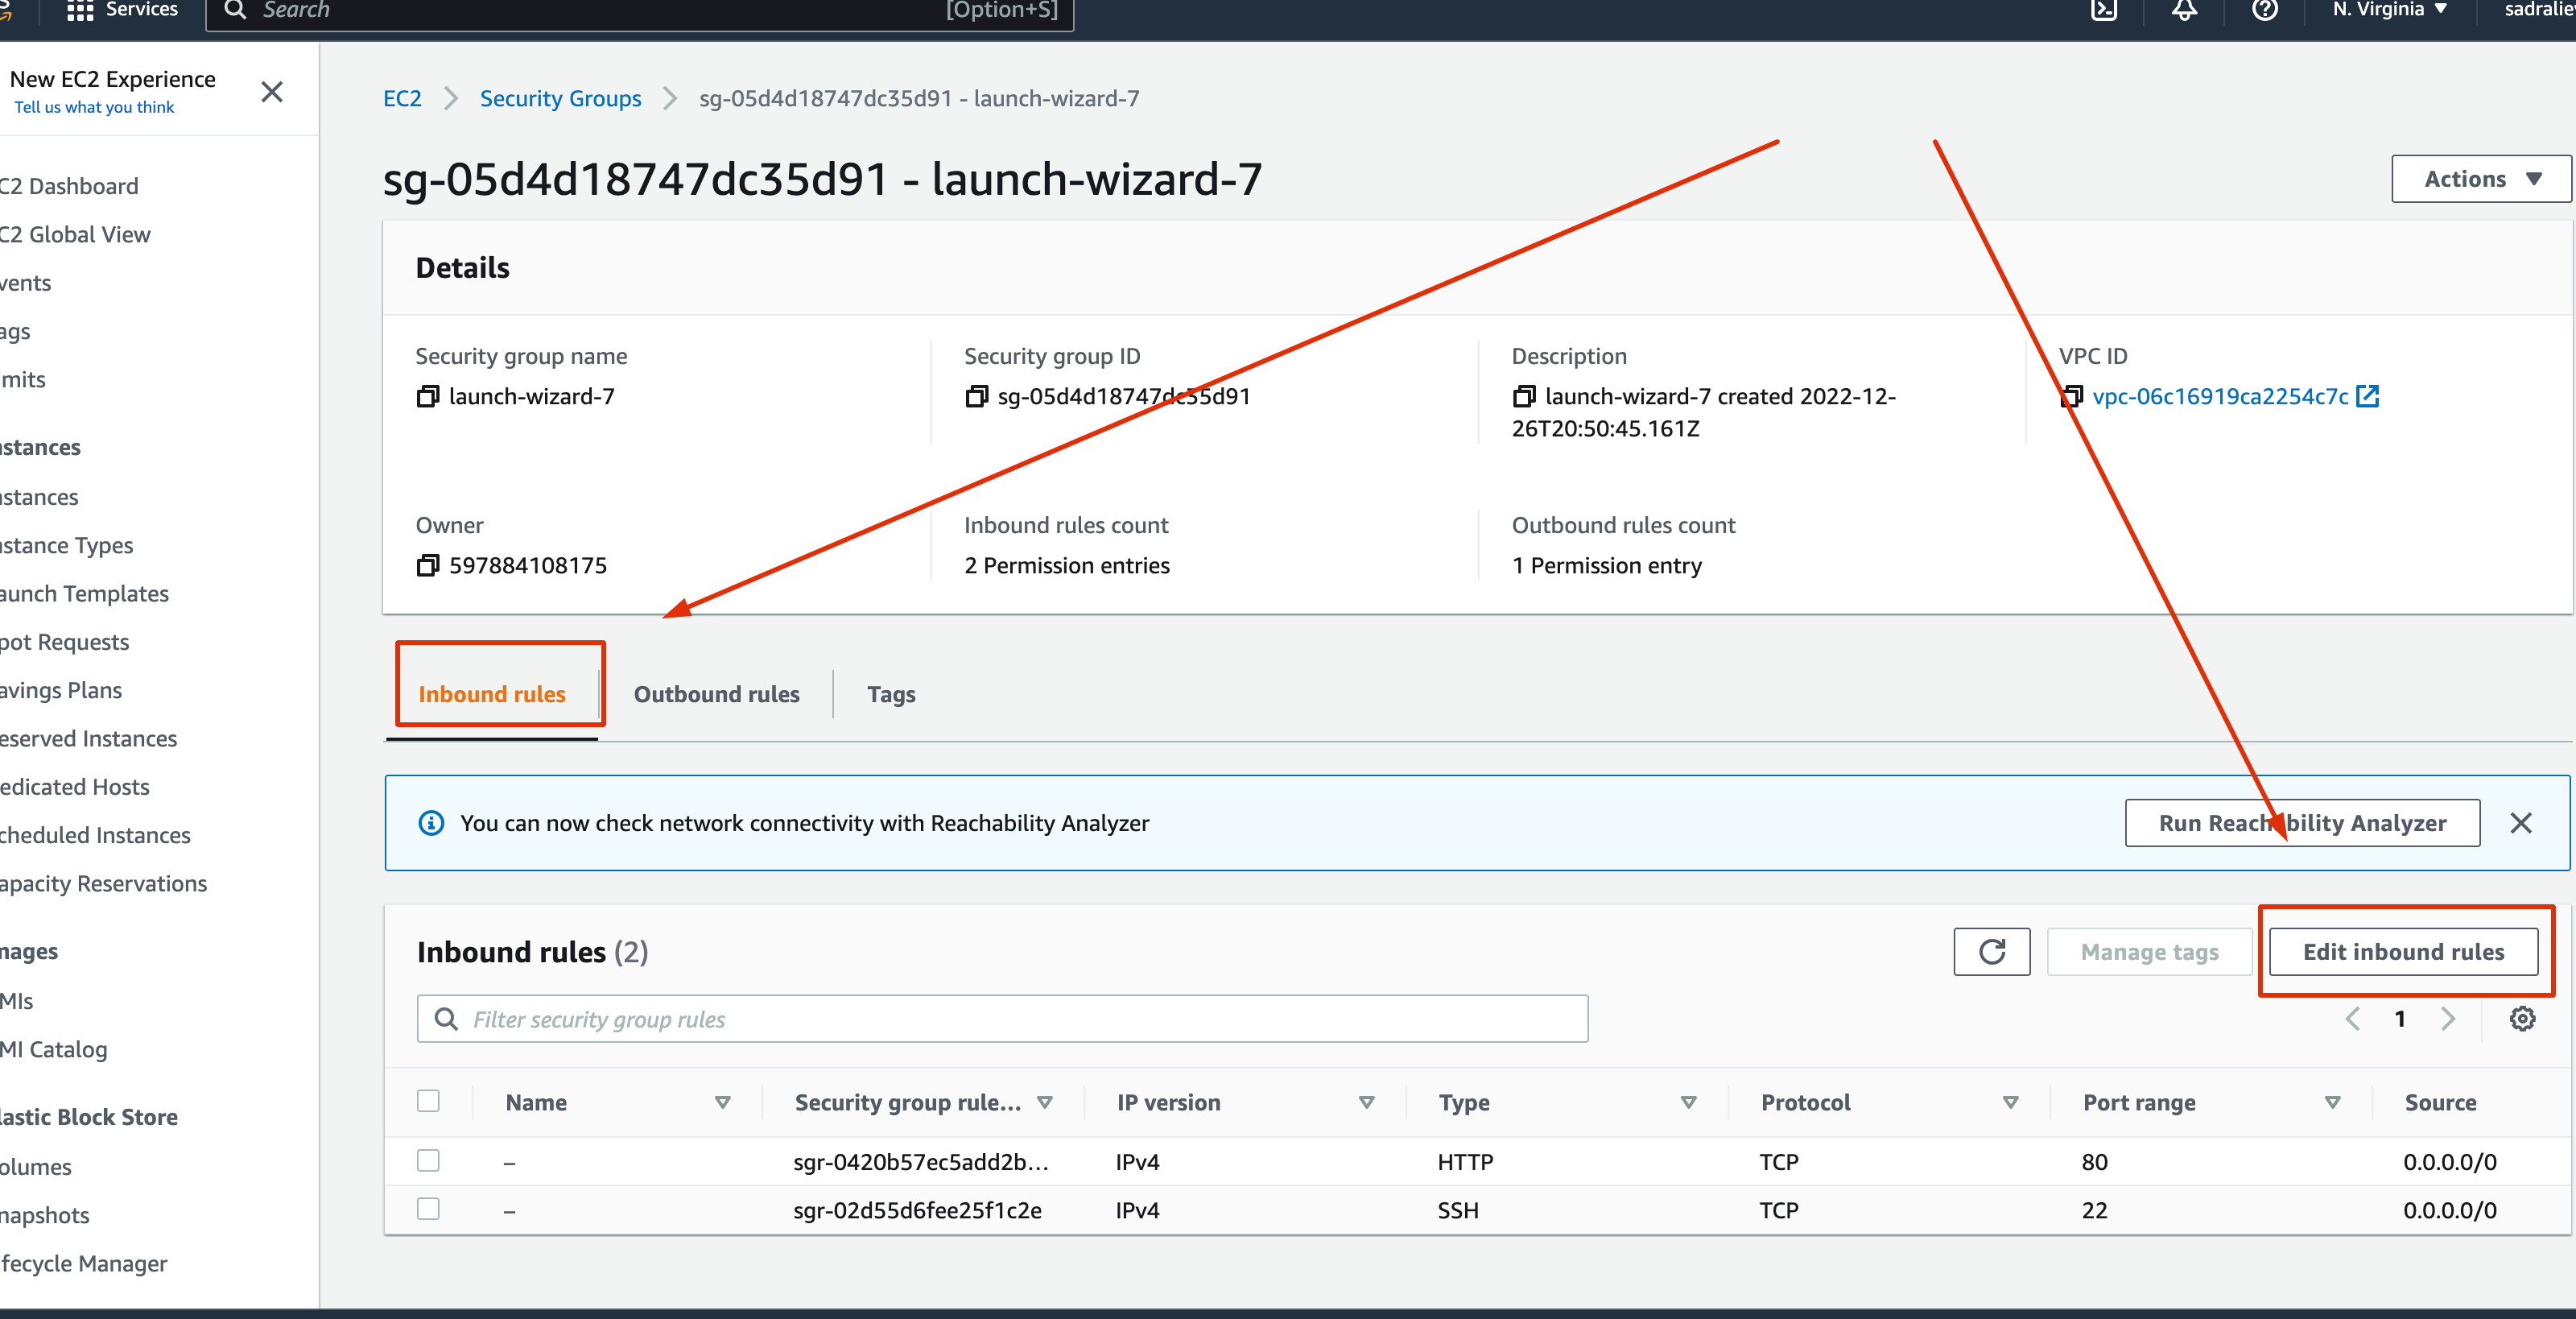 Services
Search
[Option+S]
N. Virginia
New EC2 Experience
Tell us what you think
C2 Dashboard
C2 Global View
vents
ags
mits
nstances
nstances
nstance Types
aunch Templates
pot Requests
avings Plans
eserved Instances
edicated Hosts
cheduled Instances
apacity Reservations
mages
MIs
MI Catalog
lastic Block Store
olumes
napshots
ifecycle Manager
EC2 > Security Groups > sg-05d4d18747dc35d91 - launch-wizard-7
sg-05d4d18747dc35d91 - launch-wizard-7
Actions
Details
Security group name
launch-wizard-7
Security group ID
sg-05d4d18747dc35d91
Description
launch-wizard-7 created 2022-12-
26T20:50:45.161Z
VPC ID
vpc-06c16919ca2254c7c
Owner
597884108175
Inbound rules count
2 Permission entries
Outbound rules count
1 Permission entry
Inbound rules
Outbound rules
Tags
You can now check network connectivity with Reachability Analyzer
Run Reachability Analyzer
Inbound rules (2)
Manage tags
Edit inbound rules
Filter security group rules
1
Name Security group rule... IP version Type Protocol Port range Source
– sgr-0420b57ec5add2b... IPv4 HTTP TCP 80 0.0.0.0/0
– sgr-02d55d6fee25f1c2e IPv4 SSH TCP 22 0.0.0.0/0